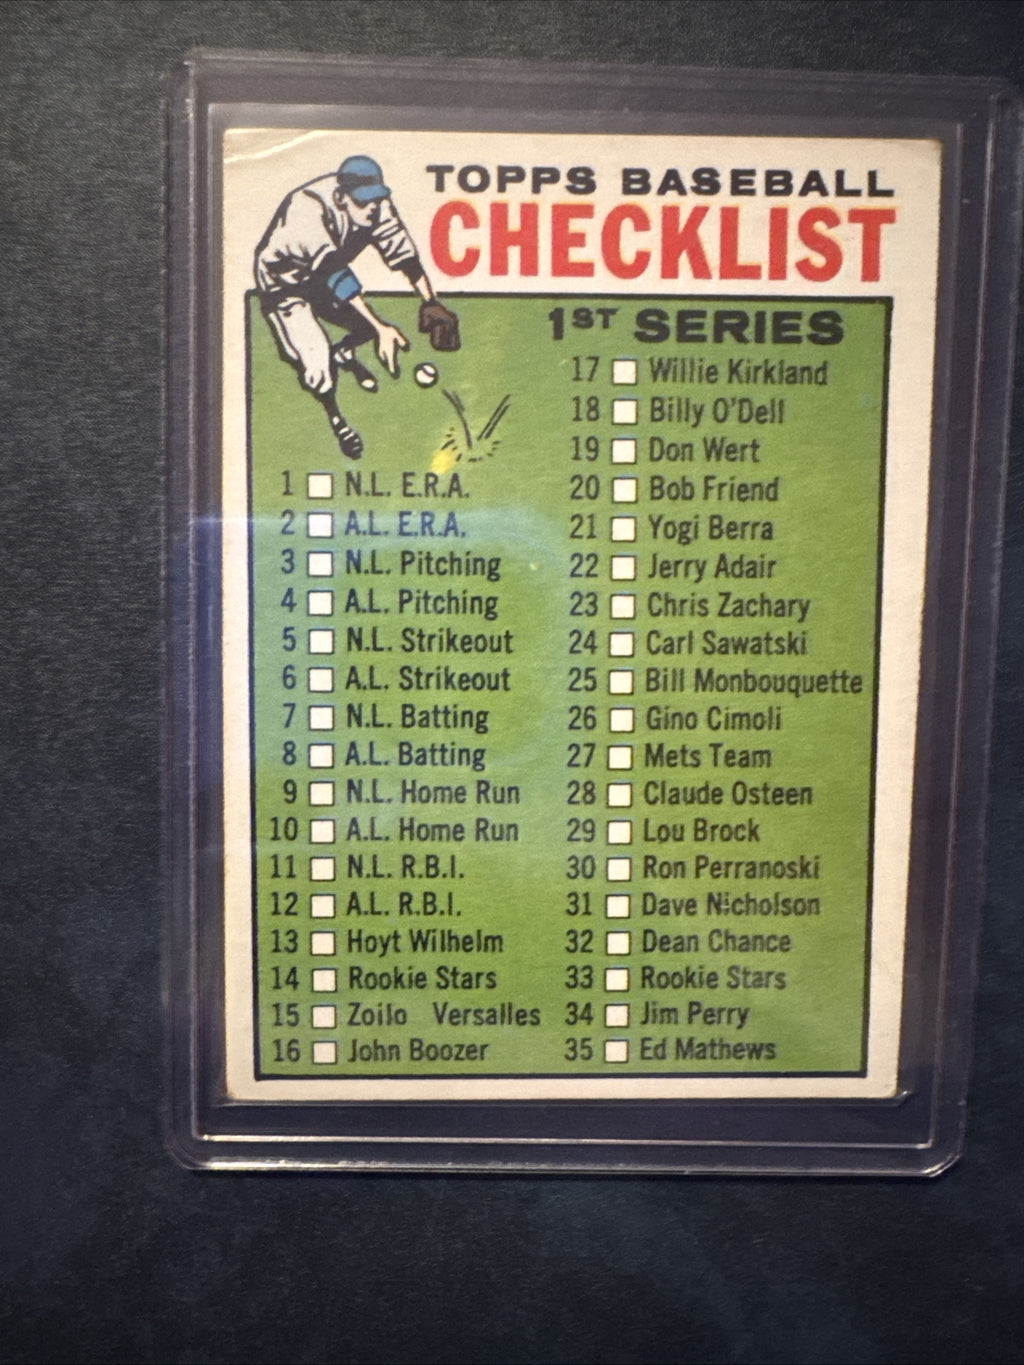 TOPPS BASEBALL
CHECKLIST
1ST SERIES
1 N.L. E.R.A.
2 A.L. E.R.A.
3 N.L. Pitching
4 A.L. Pitching
5 N.L. Strikeout
6 A.L. Strikeout
7 N.L. Batting
8 A.L. Batting
9 N.L. Home Run
10 A.L. Home Run
11 N.L. R.B.I.
12 A.L. R.B.I.
13 Hoyt Wilhelm
14 Rookie Stars
15 Zoilo Versalles
16 John Boozer
17 Willie Kirkland
18 Billy O'Dell
19 Don Wert
20 Bob Friend
21 Yogi Berra
22 Jerry Adair
23 Chris Zachary
24 Carl Sawatski
25 Bill Monbouquette
26 Gino Cimoli
27 Mets Team
28 Claude Osteen
29 Lou Brock
30 Ron Perranoski
31 Dave Nicholson
32 Dean Chance
33 Rookie Stars
34 Jim Perry
35 Ed Mathews